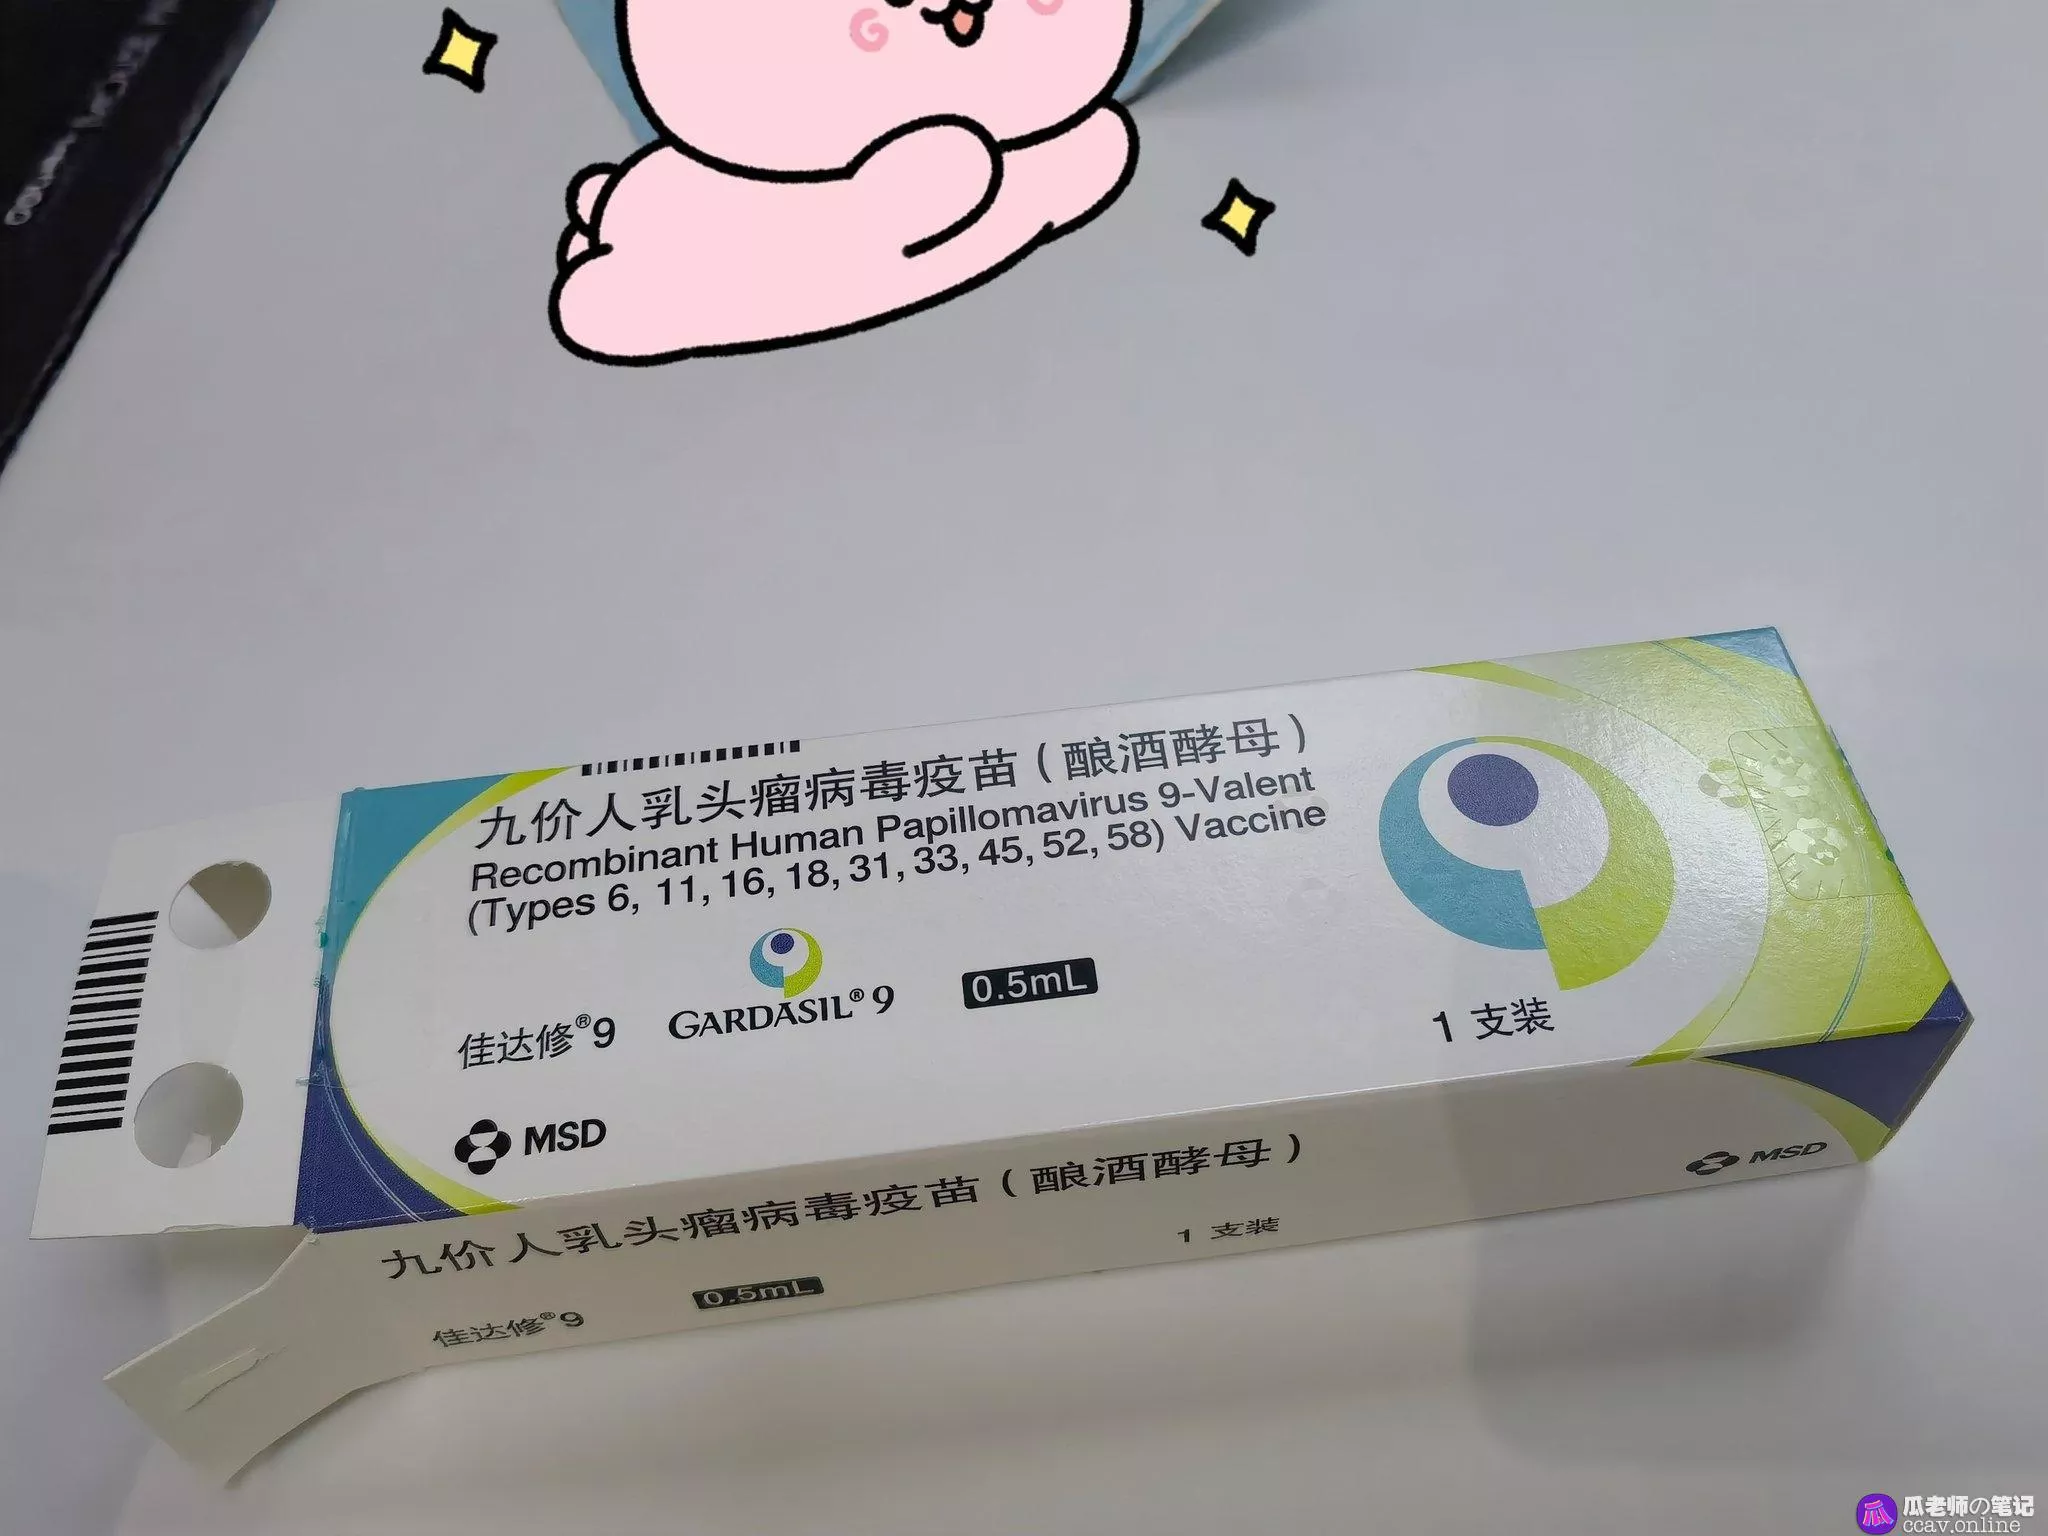 九价人乳头瘤病毒疫苗（酿酒酵母）
Recombinant Human Papillomavirus 9-Valent
(Types 6, 11, 16, 18, 31, 33, 45, 52, 58) Vaccine
佳达修®9
GARDASIL®9
0.5mL
1 支装
MSD
九价人乳头瘤病毒疫苗（酿酒酵母）
佳达修®9
0.5mL
1 支装
MSD
瓜
瓜老师の笔记
ccav.online